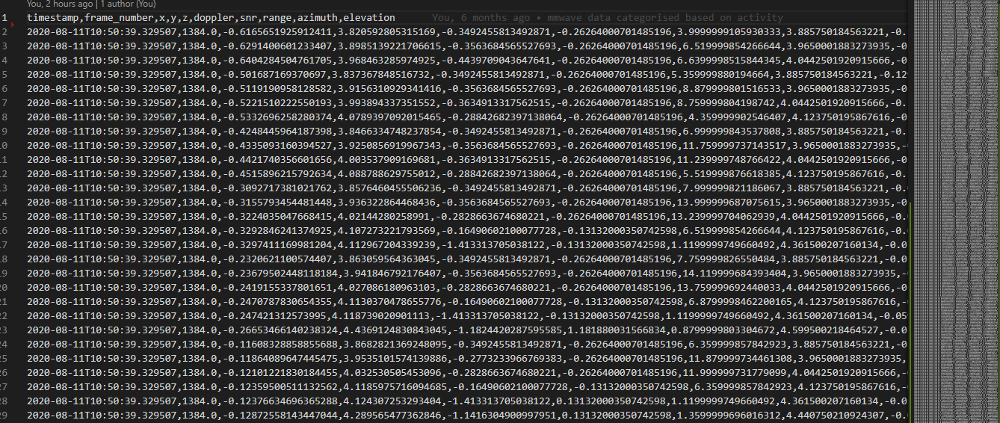 You, 2 hours ago | 1 author (You)
1 timestamp,frame_number,x,y,z,doppler,snr,range,azimuth,elevation You, 6 months ago • mmwave data categorised based on activity
2 2020-08-11T10:50:39.329507,1384.0,-0.6165651925912411,3.820592805315169,-0.3492455813492871,-0.26264000701485196,3.9999999105930333,3.885750184563221,-0.
3 2020-08-11T10:50:39.329507,1384.0,-0.6291400601233407,3.8985139221706615,-0.3563684565527693,-0.26264000701485196,6.519999854266644,3.9650001883273935,-0.
4 2020-08-11T10:50:39.329507,1384.0,-0.6404284504761705,3.968463285974925,-0.4439709043647641,-0.26264000701485196,6.6399998515844345,4.0442501920915666,-0.
5 2020-08-11T10:50:39.329507,1384.0,-0.501687169370697,3.837367848516732,-0.3492455813492871,-0.26264000701485196,5.359999880194664,3.885750184563221,-0.12
6 2020-08-11T10:50:39.329507,1384.0,-0.5119190958128582,3.9156310929341416,-0.3563684565527693,-0.26264000701485196,8.879999801516533,3.9650001883273935,-0.
7 2020-08-11T10:50:39.329507,1384.0,-0.5221510222550193,3.993894337351552,-0.3634913317562515,-0.26264000701485196,8.759999804198742,4.0442501920915666,-0.
8 2020-08-11T10:50:39.329507,1384.0,-0.5332696258280374,4.0789397092015465,-0.28842682397138064,-0.26264000701485196,4.359999902546407,4.123750195867616,-0.
9 2020-08-11T10:50:39.329507,1384.0,-0.4248445964187398,3.8466334748237854,-0.3492455813492871,-0.26264000701485196,6.999999843537808,3.885750184563221,-0.
10 2020-08-11T10:50:39.329507,1384.0,-0.4335093160394527,3.9250856919967343,-0.3563684565527693,-0.26264000701485196,11.759999737143517,3.9650001883273935,-0.
11 2020-08-11T10:50:39.329507,1384.0,-0.4421740356601656,4.003537909169681,-0.3634913317562515,-0.26264000701485196,11.239999748766422,4.0442501920915666,-0.
12 2020-08-11T10:50:39.329507,1384.0,-0.4515896215792634,4.088788629755012,-0.28842682397138064,-0.26264000701485196,5.519999876618385,4.123750195867616,-0.
13 2020-08-11T10:50:39.329507,1384.0,-0.3092717381021762,3.8576460455506236,-0.3492455813492871,-0.26264000701485196,7.999999821186067,3.885750184563221,-0.
14 2020-08-11T10:50:39.329507,1384.0,-0.3155793454481448,3.936322864468436,-0.3563684565527693,-0.26264000701485196,13.999999687075615,3.9650001883273935,-0.
15 2020-08-11T10:50:39.329507,1384.0,-0.3224035047668415,4.02144280258991,-0.2828663674680221,-0.26264000701485196,13.239999704062939,4.0442501920915666,-0.
16 2020-08-11T10:50:39.329507,1384.0,-0.3292846241374925,4.107273221793569,-0.16490602100077728,-0.13132000350742598,6.519999854266644,4.123750195867616,-0.
17 2020-08-11T10:50:39.329507,1384.0,-0.3297411169981204,4.112967204339239,-1.413313705038122,-0.13132000350742598,1.1199999749660492,4.361500207160134,-0.0
18 2020-08-11T10:50:39.329507,1384.0,-0.2320621100574407,3.863059564363045,-0.3492455813492871,-0.26264000701485196,7.759999826550484,3.885750184563221,-0.0
19 2020-08-11T10:50:39.329507,1384.0,-0.23679502448118184,3.941846792176407,-0.3563684565527693,-0.26264000701485196,14.119999684393404,3.9650001883273935,-0.
20 2020-08-11T10:50:39.329507,1384.0,-0.2419155337801651,4.027086180963103,-0.2828663674680221,-0.26264000701485196,13.759999692440033,4.0442501920915666,-0.
21 2020-08-11T10:50:39.329507,1384.0,-0.2470787830654355,4.1130370478655776,-0.16490602100077728,-0.13132000350742598,6.8799998462200165,4.123750195867616,-0
22 2020-08-11T10:50:39.329507,1384.0,-0.247421312573995,4.118739020901113,-1.413313705038122,-0.13132000350742598,1.1199999749660492,4.361500207160134,-0.05
23 2020-08-11T10:50:39.329507,1384.0,-0.26653466140238324,4.4369124830843045,-1.1824420287595585,1.181880031566834,0.8799999803304672,4.599500218464527,-0.0
24 2020-08-11T10:50:39.329507,1384.0,-0.11608328858855688,3.8682821369248095,-0.3492455813492871,-0.26264000701485196,6.359999857842923,3.885750184563221,-0.
25 2020-08-11T10:50:39.329507,1384.0,-0.11864089647445475,3.9535101574139886,-0.2773233966769383,-0.26264000701485196,11.879999734461308,3.9650001883273935,
26 2020-08-11T10:50:39.329507,1384.0,-0.12101221830184455,4.032530505453096,-0.2828663674680221,-0.26264000701485196,11.999999731779099,4.0442501920915666,-
27 2020-08-11T10:50:39.329507,1384.0,-0.12359500511132562,4.1185975716094685,-0.16490602100077728,-0.13132000350742598,6.359999857842923,4.123750195867616,-
28 2020-08-11T10:50:39.329507,1384.0,-0.12376634696365288,4.124307253293404,-1.413313705038122,0.13132000350742598,1.1199999749660492,4.361500207160134,-0.0
29 2020-08-11T10:50:39.329507,1384.0,-0.12872558143447044,4.289565477362846,-1.1416304900997951,0.13132000350742598,1.3599999696016312,4.440750210924307,-0.